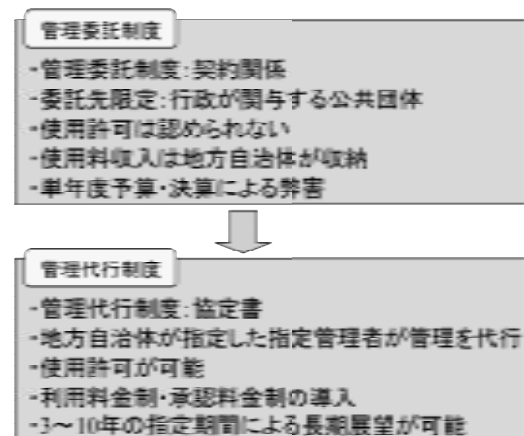 管理委託制度
・管理委託制度：契約関係
・委託先限定：行政が関与する公共団体
・使用許可は認められない
・使用料収入は地方自治体が収納
・単年度予算・決算による弊害
管理代行制度
・管理代行制度：協定書
・地方自治体が指定した指定管理者が管理を代行
・使用許可が可能
・利用料金制・承認料金制の導入
・3～10年の指定期間による長期展望が可能